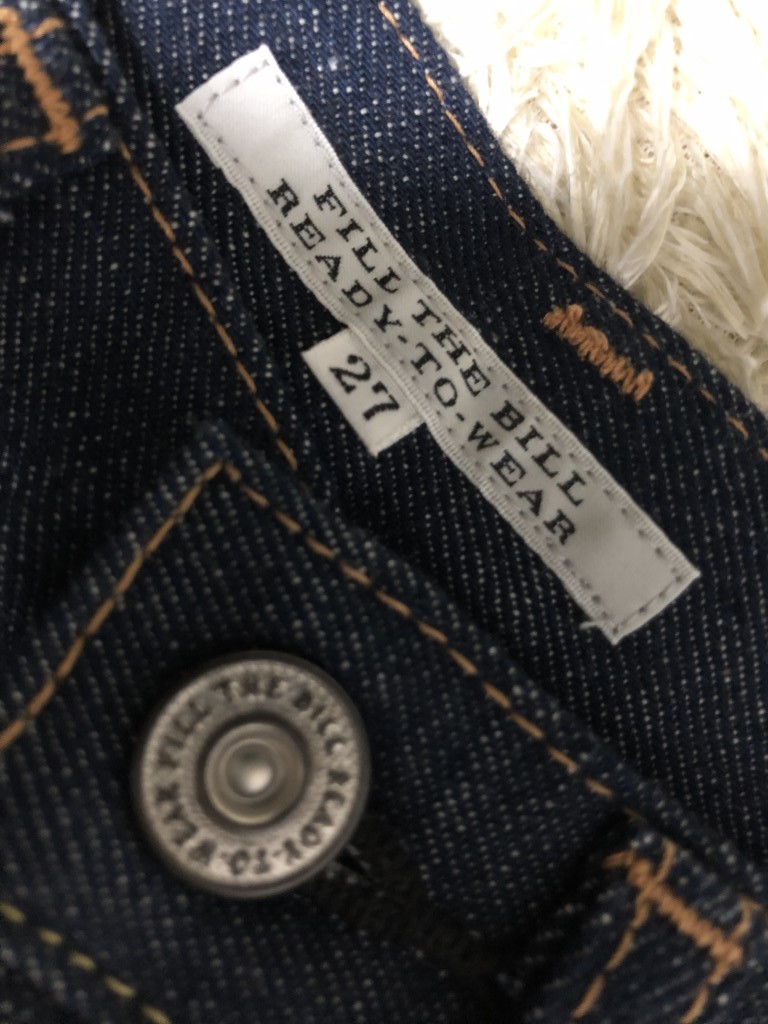 FILL THE BILL
READY-TO-WEAR
27
FILL THE BILL READY-TO-WEAR